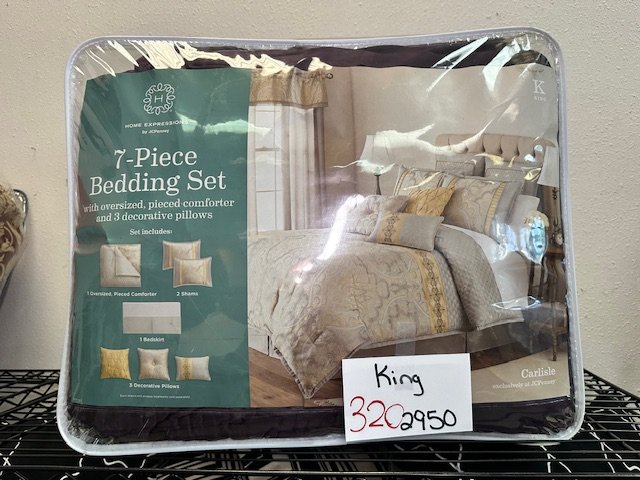 H
HOME EXPRESSIONS
by JCPenney
7-Piece
Bedding Set
with oversized, pieced comforter
and 3 decorative pillows
Set includes:
1 Oversized, Pieced Comforter
2 Shams
1 Bedskirt
3 Decorative Pillows
K
KING
Carlisle
exclusively at JCPenney
King
320 2950